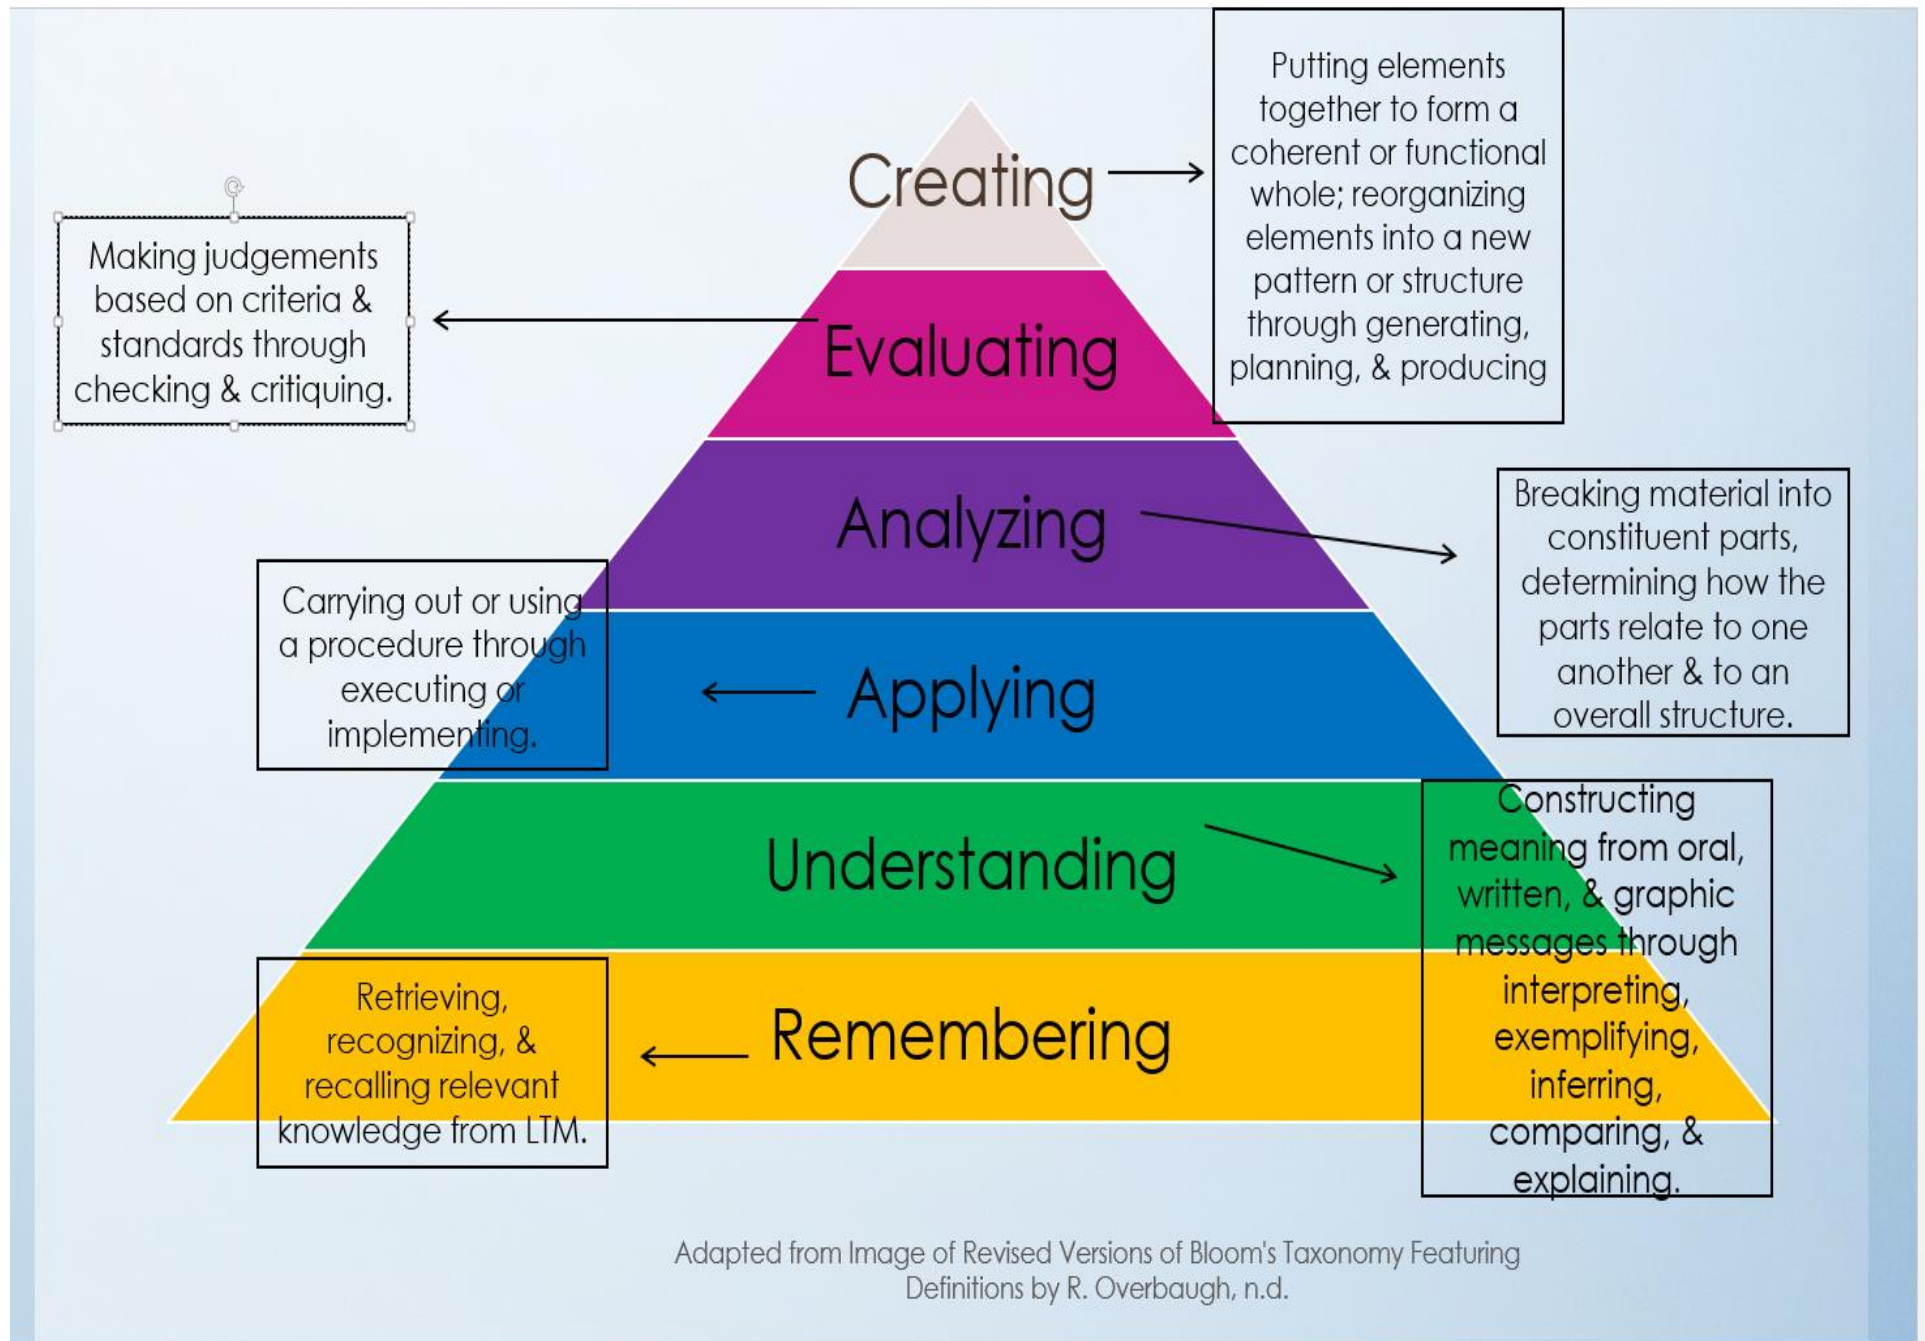 Creating
Putting elements
together to form a
coherent or functional
whole; reorganizing
elements into a new
pattern or structure
through generating,
planning, & producing
Evaluating
Making judgements
based on criteria &
standards through
checking & critiquing.
Analyzing
Breaking material into
constituent parts,
determining how the
parts relate to one
another & to an
overall structure.
Applying
Carrying out or using
a procedure through
executing or
implementing.
Understanding
Constructing
meaning from oral,
written, & graphic
messages through
interpreting,
exemplifying,
inferring,
comparing, &
explaining.
Remembering
Retrieving,
recognizing, &
recalling relevant
knowledge from LTM.
Adapted from Image of Revised Versions of Bloom's Taxonomy Featuring
Definitions by R. Overbaugh, n.d.